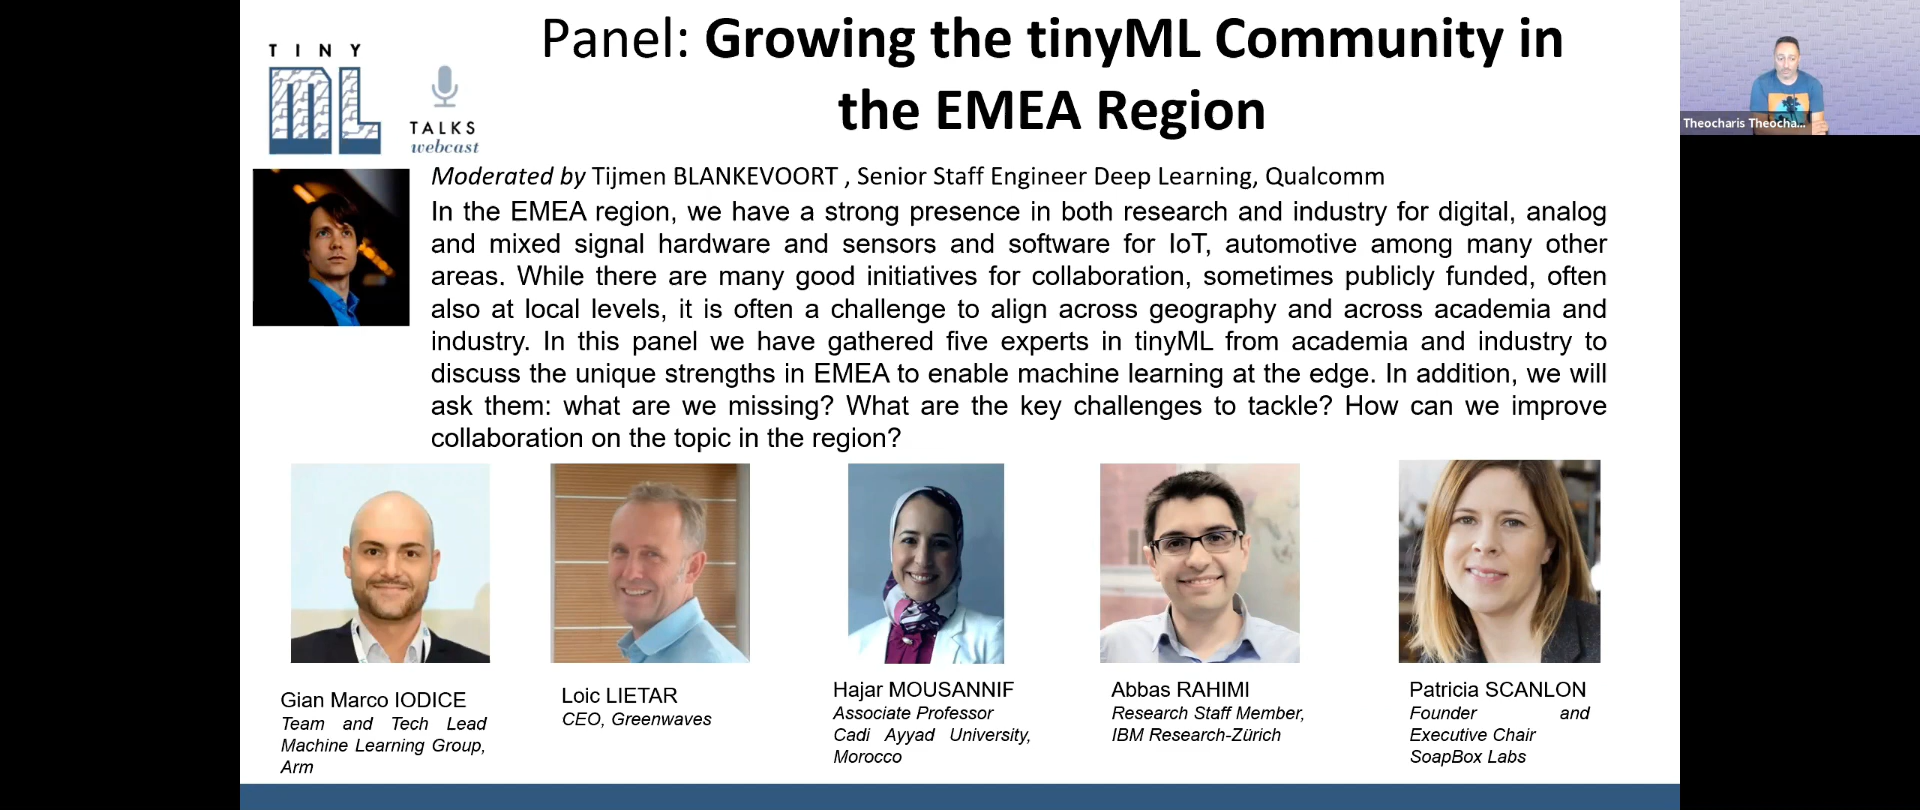 Panel: Growing the tinyML Community in
the EMEA Region
TINY
ML
TALKS
webcast
Theocharis Theocha...
Moderated by Tijmen BLANKEVOORT , Senior Staff Engineer Deep Learning, Qualcomm
In the EMEA region, we have a strong presence in both research and industry for digital, analog
and mixed signal hardware and sensors and software for IoT, automotive among many other
areas. While there are many good initiatives for collaboration, sometimes publicly funded, often
also at local levels, it is often a challenge to align across geography and across academia and
industry. In this panel we have gathered five experts in tinyML from academia and industry to
discuss the unique strengths in EMEA to enable machine learning at the edge. In addition, we will
ask them: what are we missing? What are the key challenges to tackle? How can we improve
collaboration on the topic in the region?
Gian Marco IODICE
Team and Tech Lead
Machine Learning Group,
Arm
Loic LIETAR
CEO, Greenwaves
Hajar MOUSANNIF
Associate Professor
Cadi Ayyad University,
Morocco
Abbas RAHIMI
Research Staff Member,
IBM Research-Zürich
Patricia SCANLON
Founder and
Executive Chair
SoapBox Labs